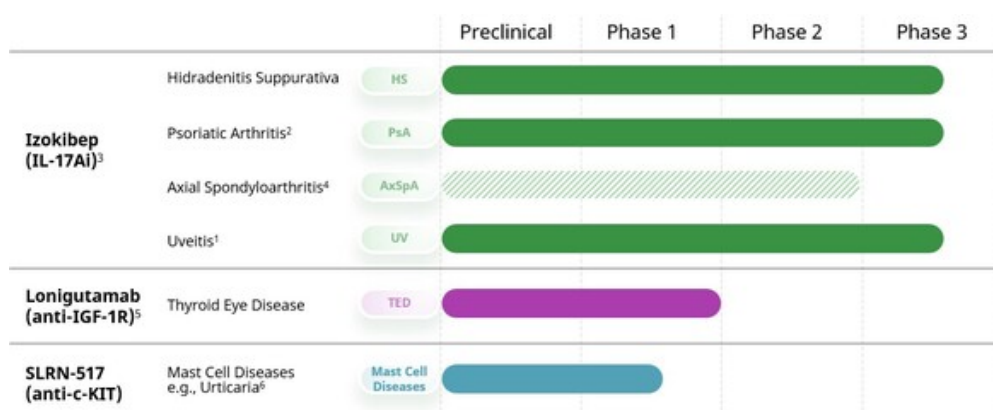 Preclinical Phase 1 Phase 2 Phase 3
Hidradenitis Suppurativa HS
Izokibep
(IL-17Ai)³
Psoriatic Arthritis² PsA
Axial Spondyloarthritis⁴ AxSpA
Uveitis¹ UV
Lonigutamab
(anti-IGF-1R)⁵
Thyroid Eye Disease TED
SLRN-517
(anti-c-KIT)
Mast Cell Diseases
e.g., Urticaria⁶
Mast Cell
Diseases